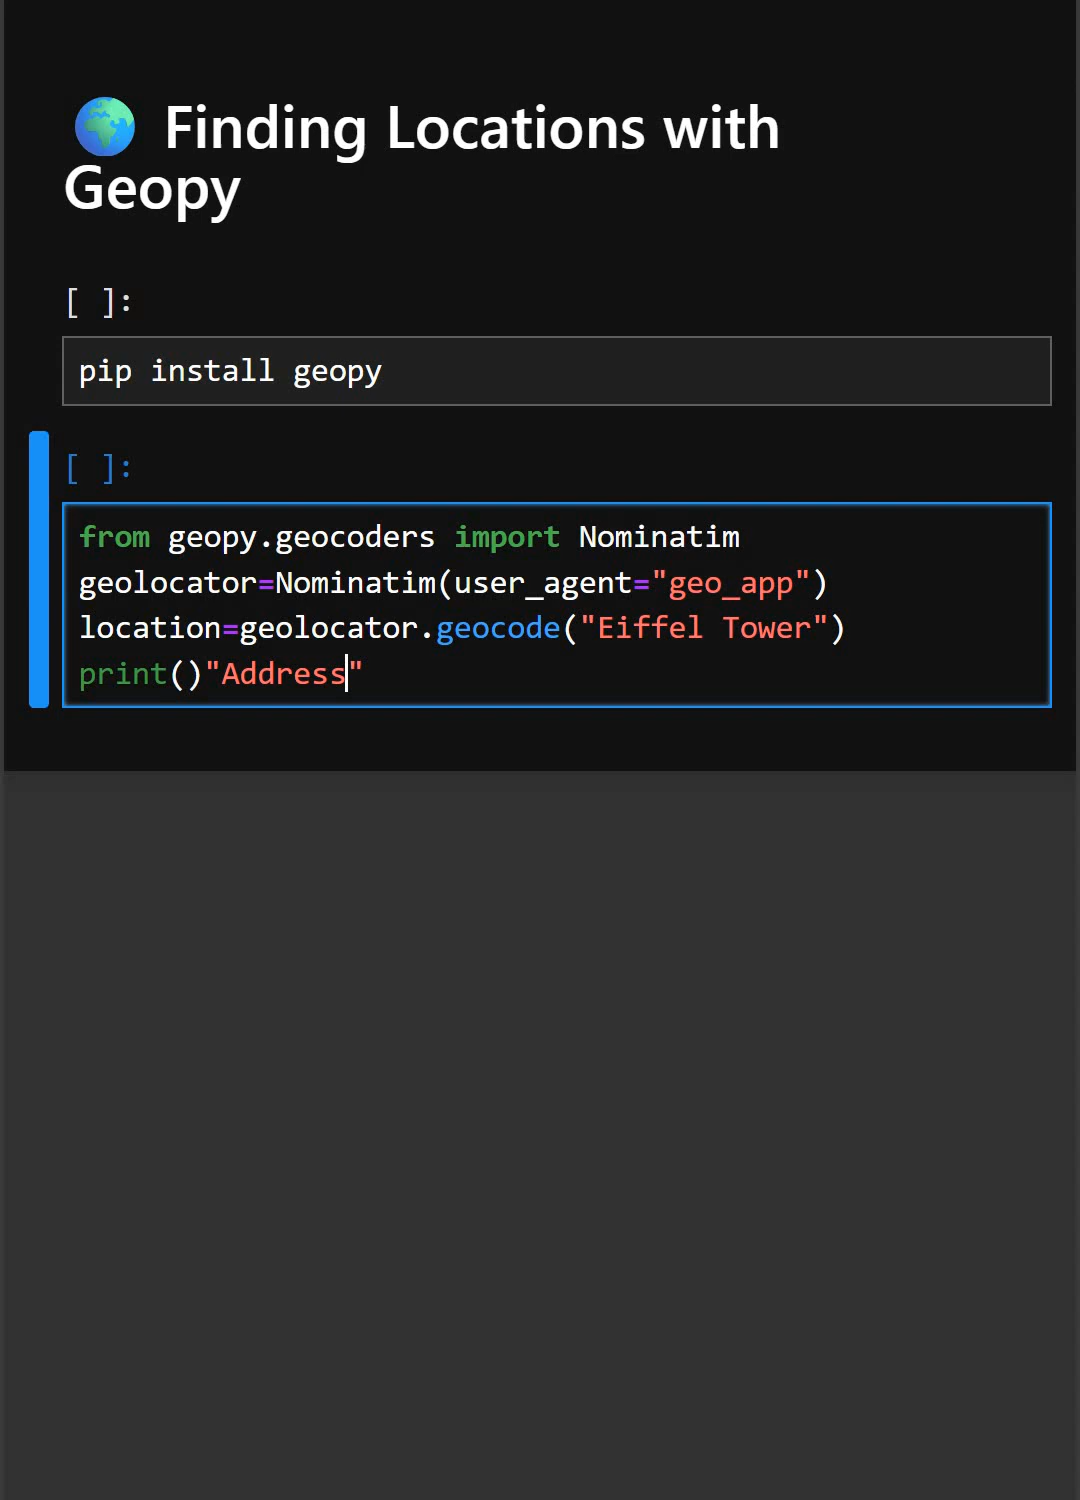 🌍 Finding Locations with
Geopy
[ ]:
pip install geopy
[ ]:
from geopy.geocoders import Nominatim
geolocator=Nominatim(user_agent="geo_app")
location=geolocator.geocode("Eiffel Tower")
print()"Address"